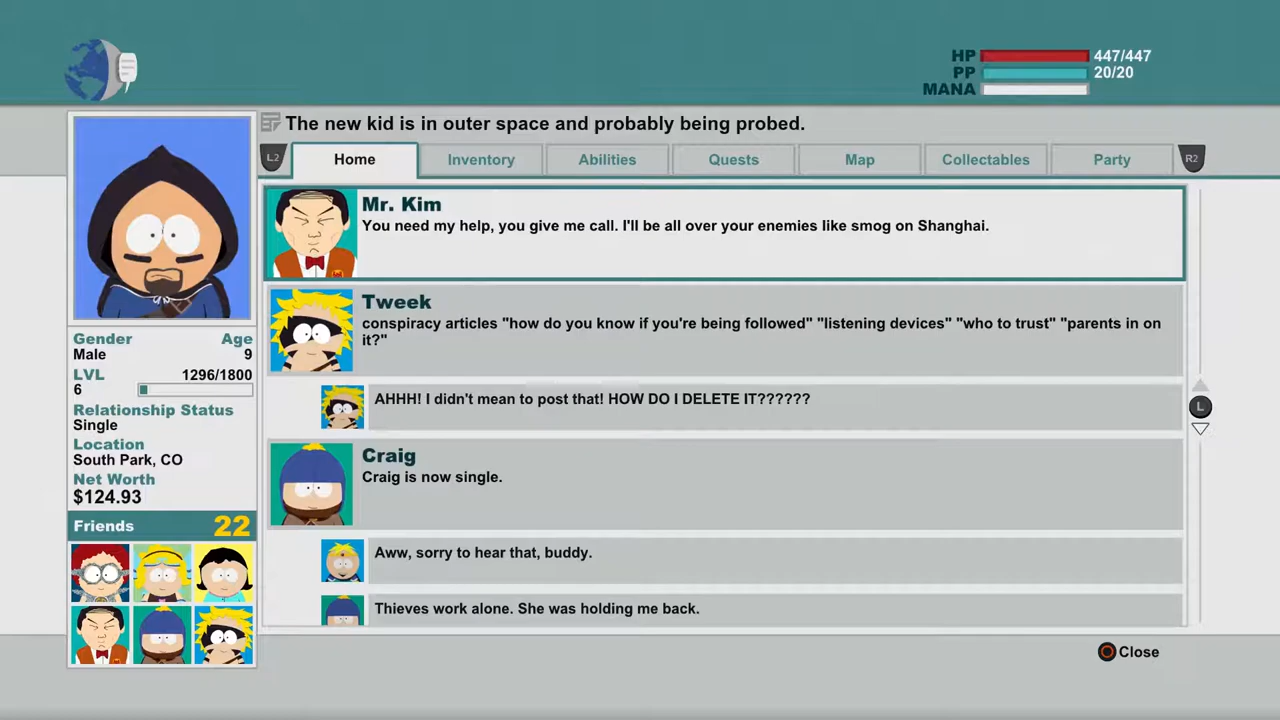 HP 447/447
PP 20/20
MANA
The new kid is in outer space and probably being probed.
L2 Home Inventory Abilities Quests Map Collectables Party R2
Gender Age
Male 9
LVL 1296/1800
6
Relationship Status
Single
Location
South Park, CO
Net Worth
$124.93
Friends 22
Mr. Kim
You need my help, you give me call. I'll be all over your enemies like smog on Shanghai.
Tweek
conspiracy articles "how do you know if you're being followed" "listening devices" "who to trust" "parents in on
it?"
AHHH! I didn't mean to post that! HOW DO I DELETE IT??????
Craig
Craig is now single.
Aww, sorry to hear that, buddy.
Thieves work alone. She was holding me back.
L
Close